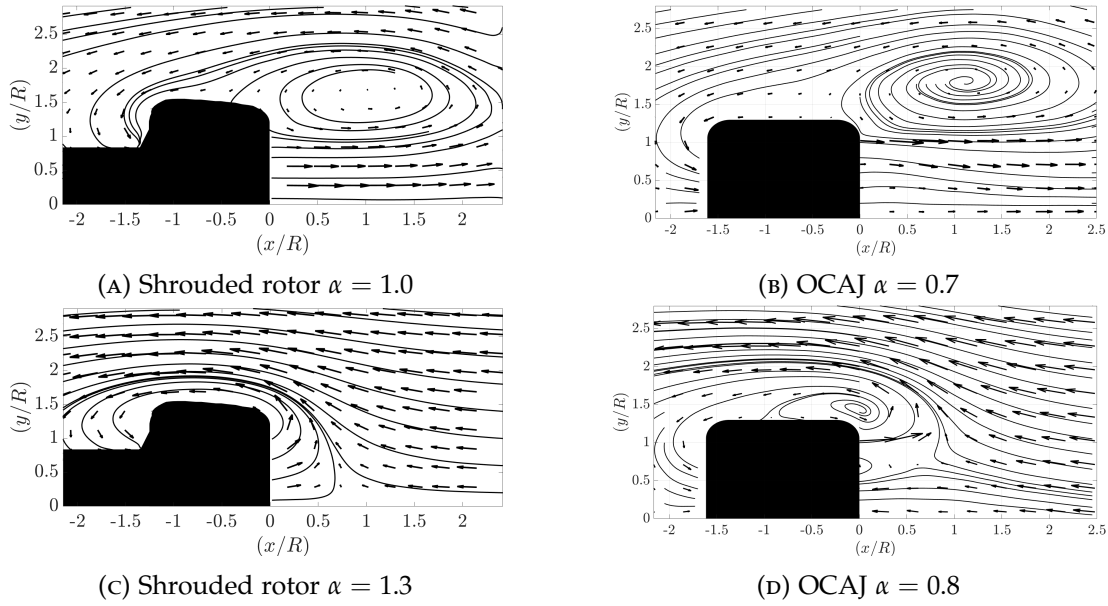 2.5
2
1.5
1
0.5
0
(y/R)
-2 -1.5 -1 -0.5 0 0.5 1 1.5 2
(x/R)
(A) Shrouded rotor α = 1.0
2.5
2
1.5
1
0.5
0
(y/R)
-2 -1.5 -1 -0.5 0 0.5 1 1.5 2 2.5
(x/R)
(B) OCAJ α = 0.7
2.5
2
1.5
1
0.5
0
(y/R)
-2 -1.5 -1 -0.5 0 0.5 1 1.5 2
(x/R)
(C) Shrouded rotor α = 1.3
2.5
2
1.5
1
0.5
0
(y/R)
-2 -1.5 -1 -0.5 0 0.5 1 1.5 2 2.5
(x/R)
(D) OCAJ α = 0.8